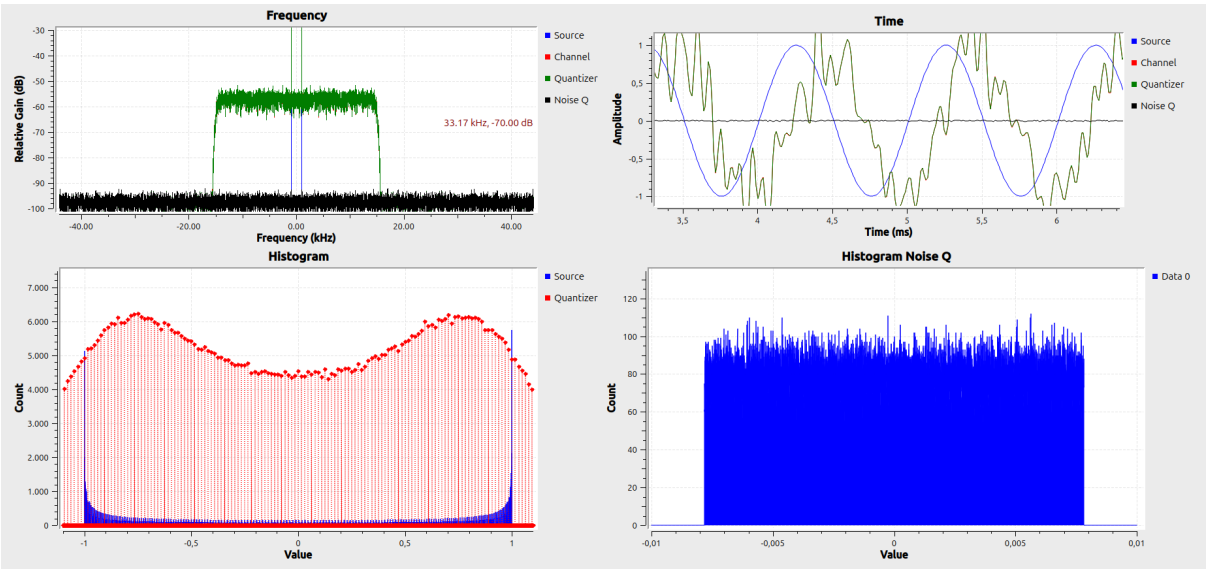 Frequency
-30
-40
-50
-60
-70
-80
-90
-100
Relative Gain (dB)
33.17 kHz, -70.00 dB
-40.00
-20.00
0.00
20.00
40.00
Frequency (kHz)
Source
Channel
Quantizer
Noise Q
Time
1
0,5
0
-0,5
-1
Amplitude
3,5
4
4,5
5
5,5
6
Time (ms)
Source
Channel
Quantizer
Noise Q
Histogram
7.000
6.000
5.000
4.000
3.000
2.000
1.000
0
Count
-1
-0,5
0
0,5
1
Value
Source
Quantizer
Histogram Noise Q
120
100
80
60
40
20
0
Count
-0,01
-0,005
0
0,005
0,01
Value
Data 0